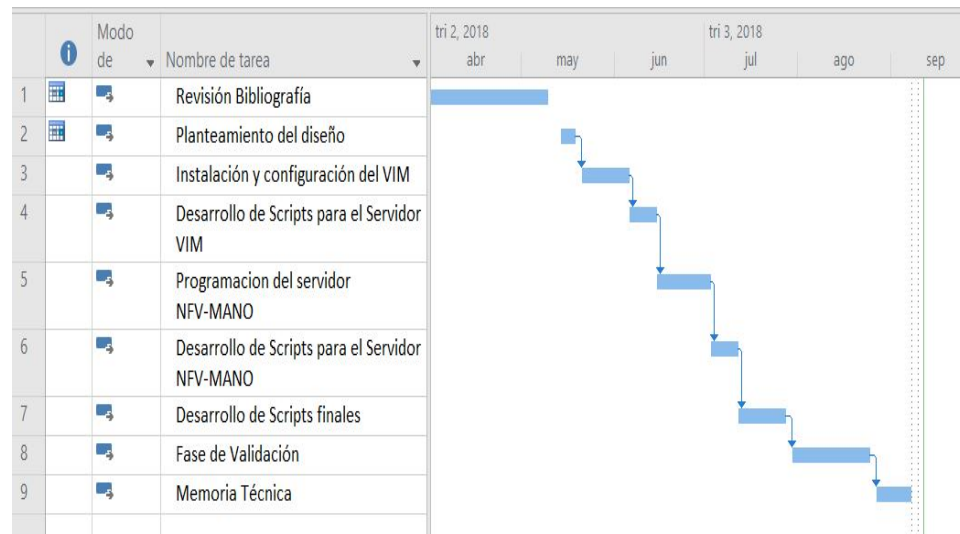 Modo
de
Nombre de tarea
tri 2, 2018
tri 3, 2018
abr
may
jun
jul
ago
sep
1
Revisión Bibliografía
2
Planteamiento del diseño
3
Instalación y configuración del VIM
4
Desarrollo de Scripts para el Servidor
VIM
5
Programacion del servidor
NFV-MANO
6
Desarrollo de Scripts para el Servidor
NFV-MANO
7
Desarrollo de Scripts finales
8
Fase de Validación
9
Memoria Técnica